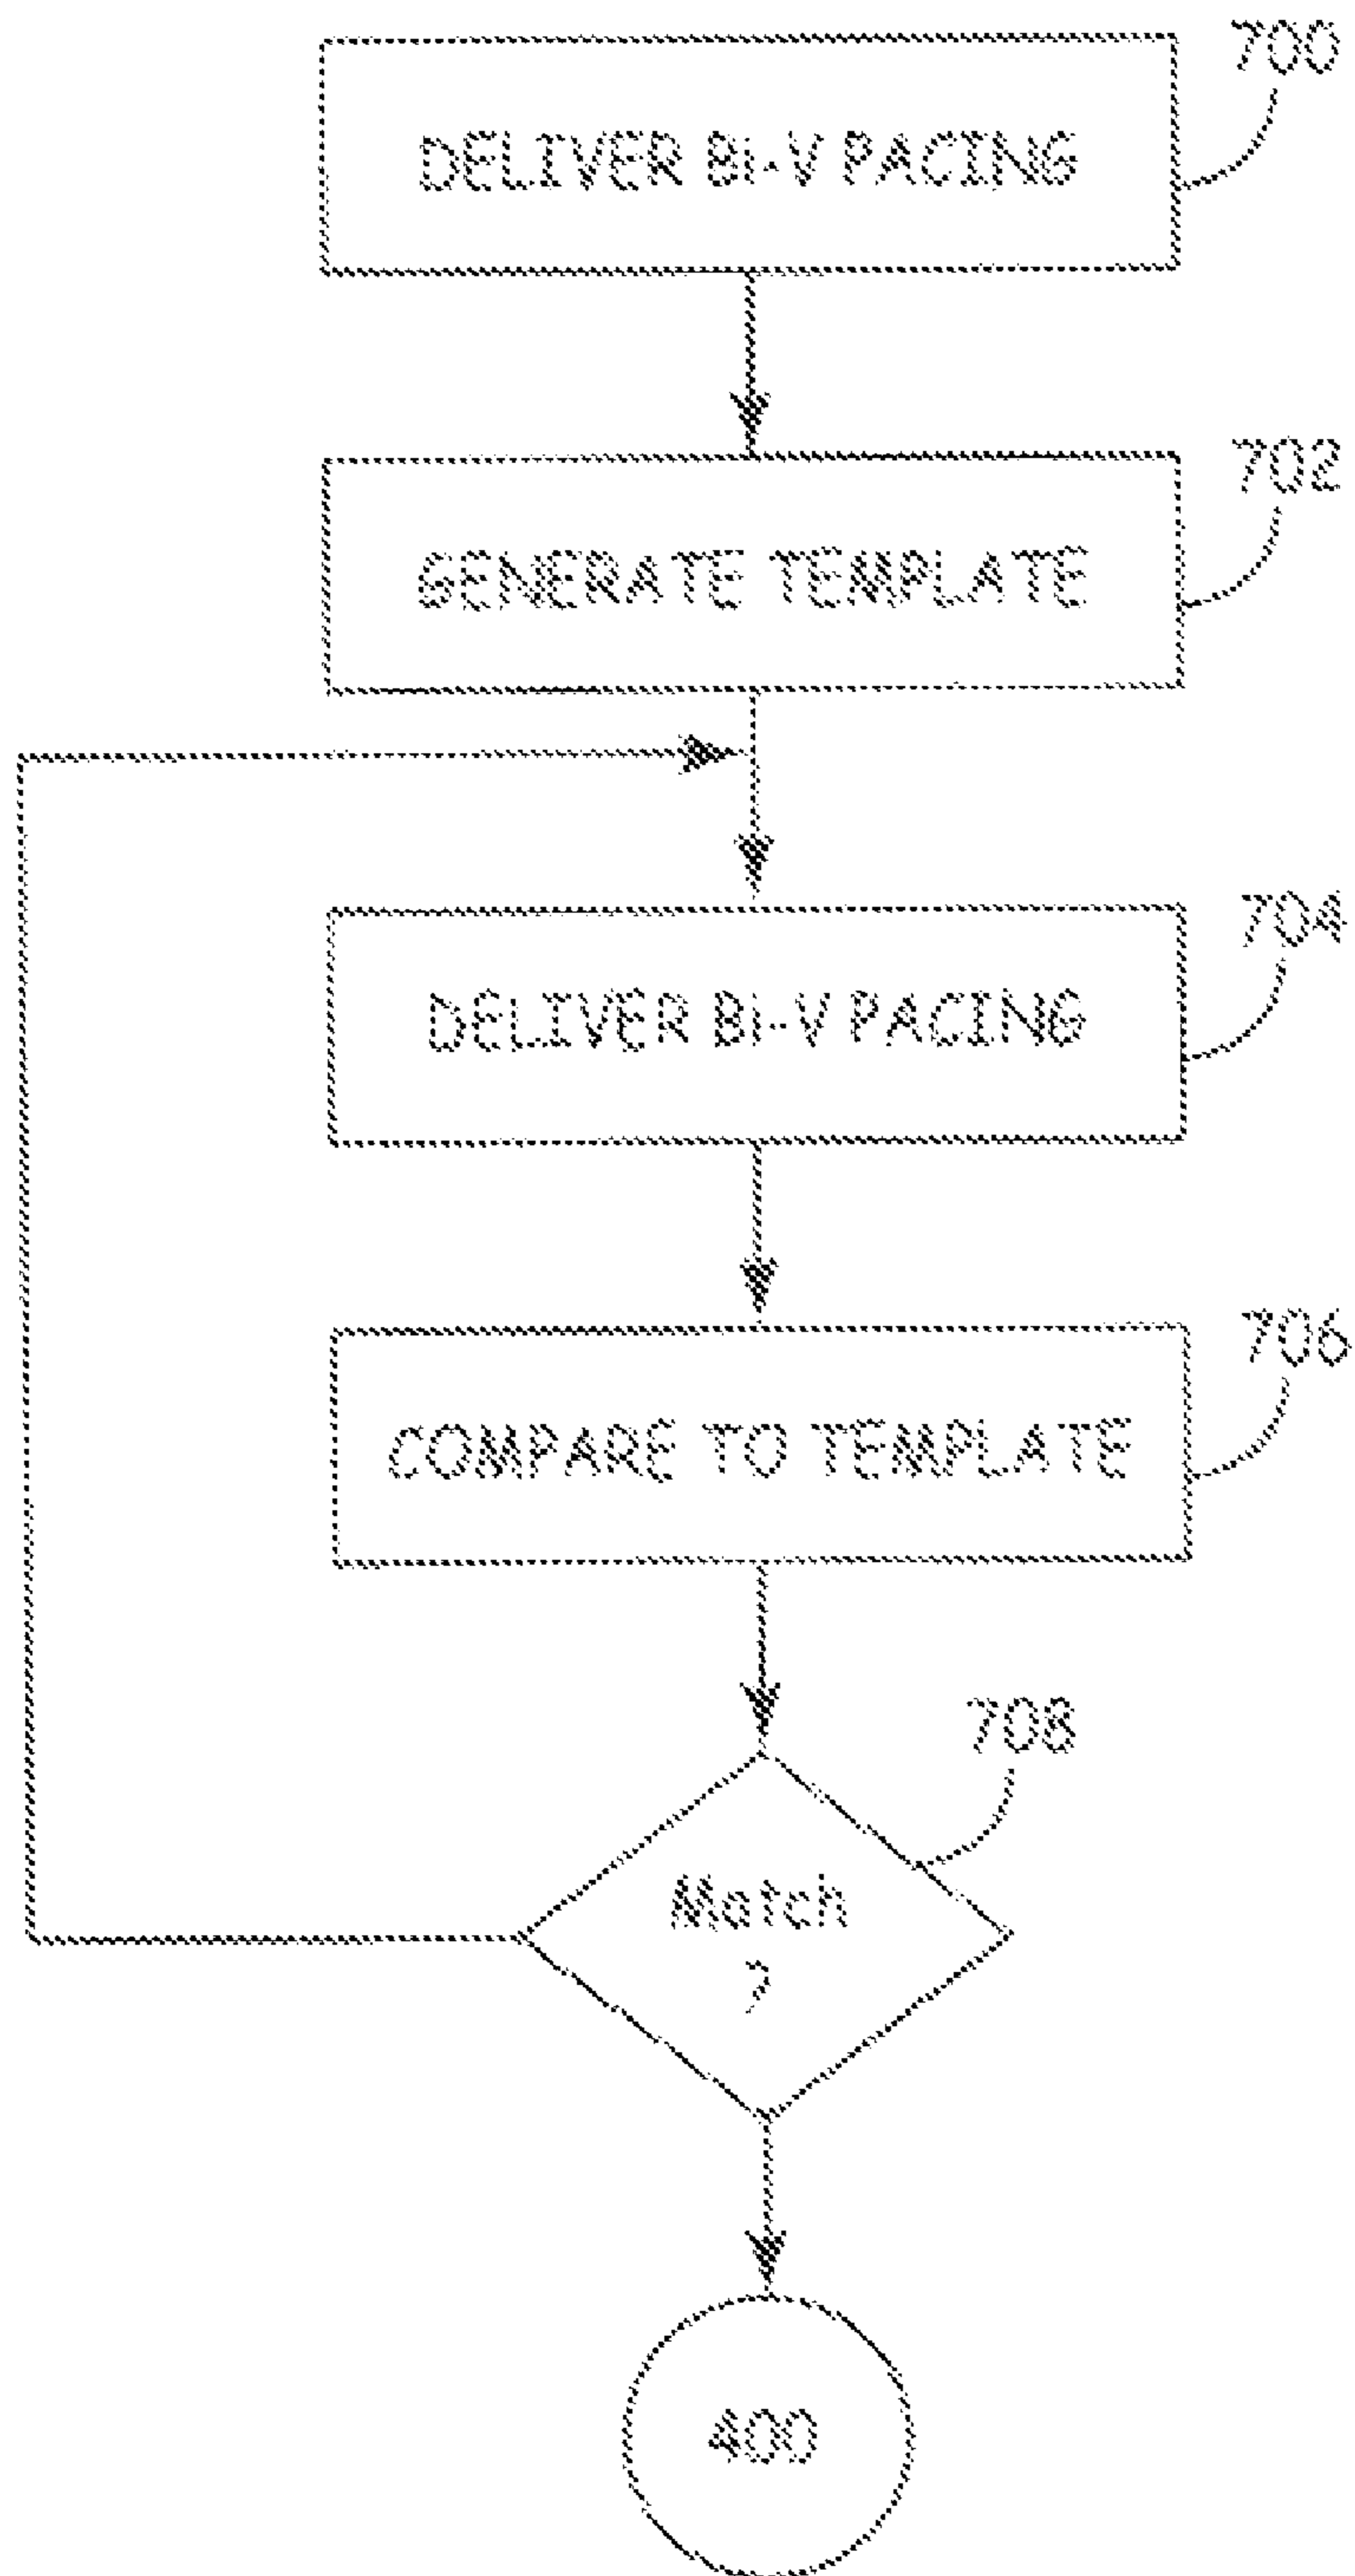 700
DELIVER Bi-V PACING
702
GENERATE TEMPLATE
704
DELIVER Bi-V PACING
706
COMPARE TO TEMPLATE
708
Match
?
400